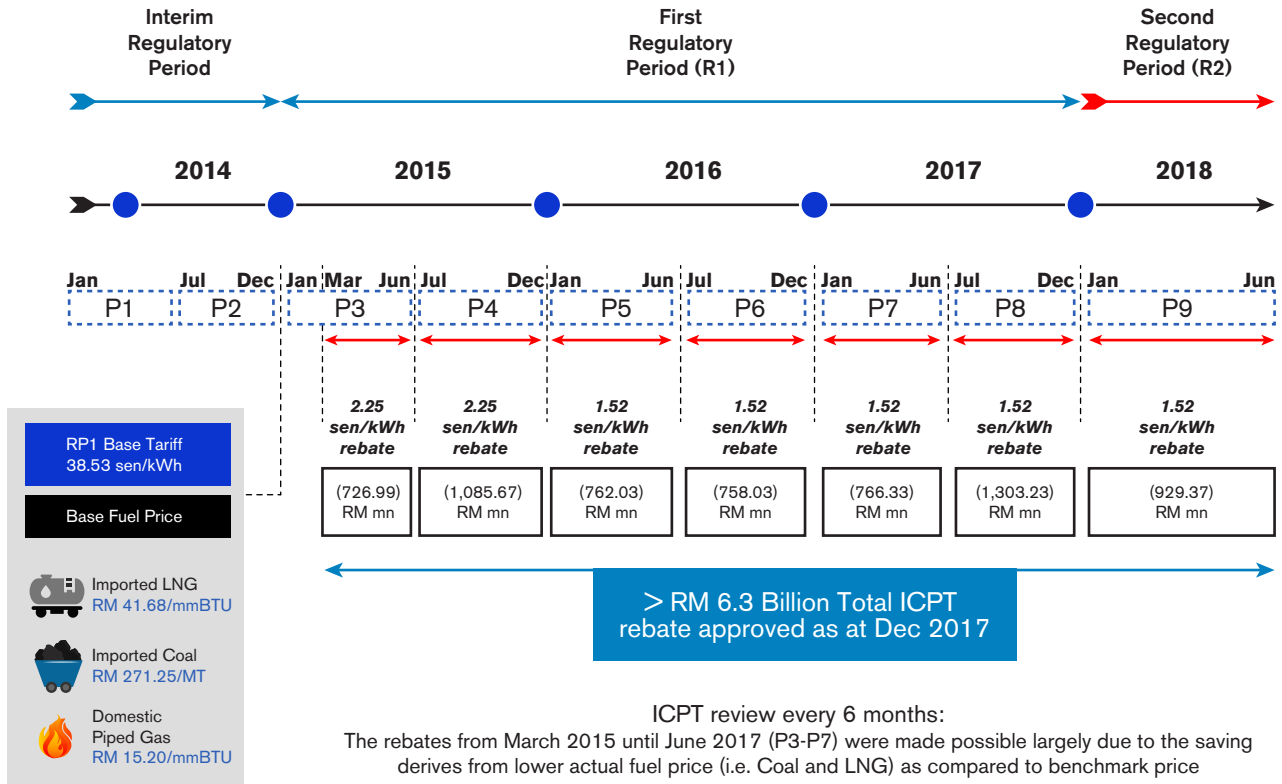 Interim
Regulatory
Period
First
Regulatory
Period (R1)
Second
Regulatory
Period (R2)
2014
2015
2016
2017
2018
Jan
Jul
Dec
Jan
Mar
Jun
Jul
Dec
Jan
Jun
Jul
Dec
Jan
Jun
Jul
Dec
Jan
Jun
P1
P2
P3
P4
P5
P6
P7
P8
P9
2.25
sen/kWh
rebate
2.25
sen/kWh
rebate
1.52
sen/kWh
rebate
1.52
sen/kWh
rebate
1.52
sen/kWh
rebate
1.52
sen/kWh
rebate
1.52
sen/kWh
rebate
(726.99)
RM mn
(1,085.67)
RM mn
(762.03)
RM mn
(758.03)
RM mn
(766.33)
RM mn
(1,303.23)
RM mn
(929.37)
RM mn
RP1 Base Tariff
38.53 sen/kWh
Base Fuel Price
Imported LNG
RM 41.68/mmBTU
Imported Coal
RM 271.25/MT
Domestic
Piped Gas
RM 15.20/mmBTU
> RM 6.3 Billion Total ICPT
rebate approved as at Dec 2017
ICPT review every 6 months:
The rebates from March 2015 until June 2017 (P3-P7) were made possible largely due to the saving
derives from lower actual fuel price (i.e. Coal and LNG) as compared to benchmark price